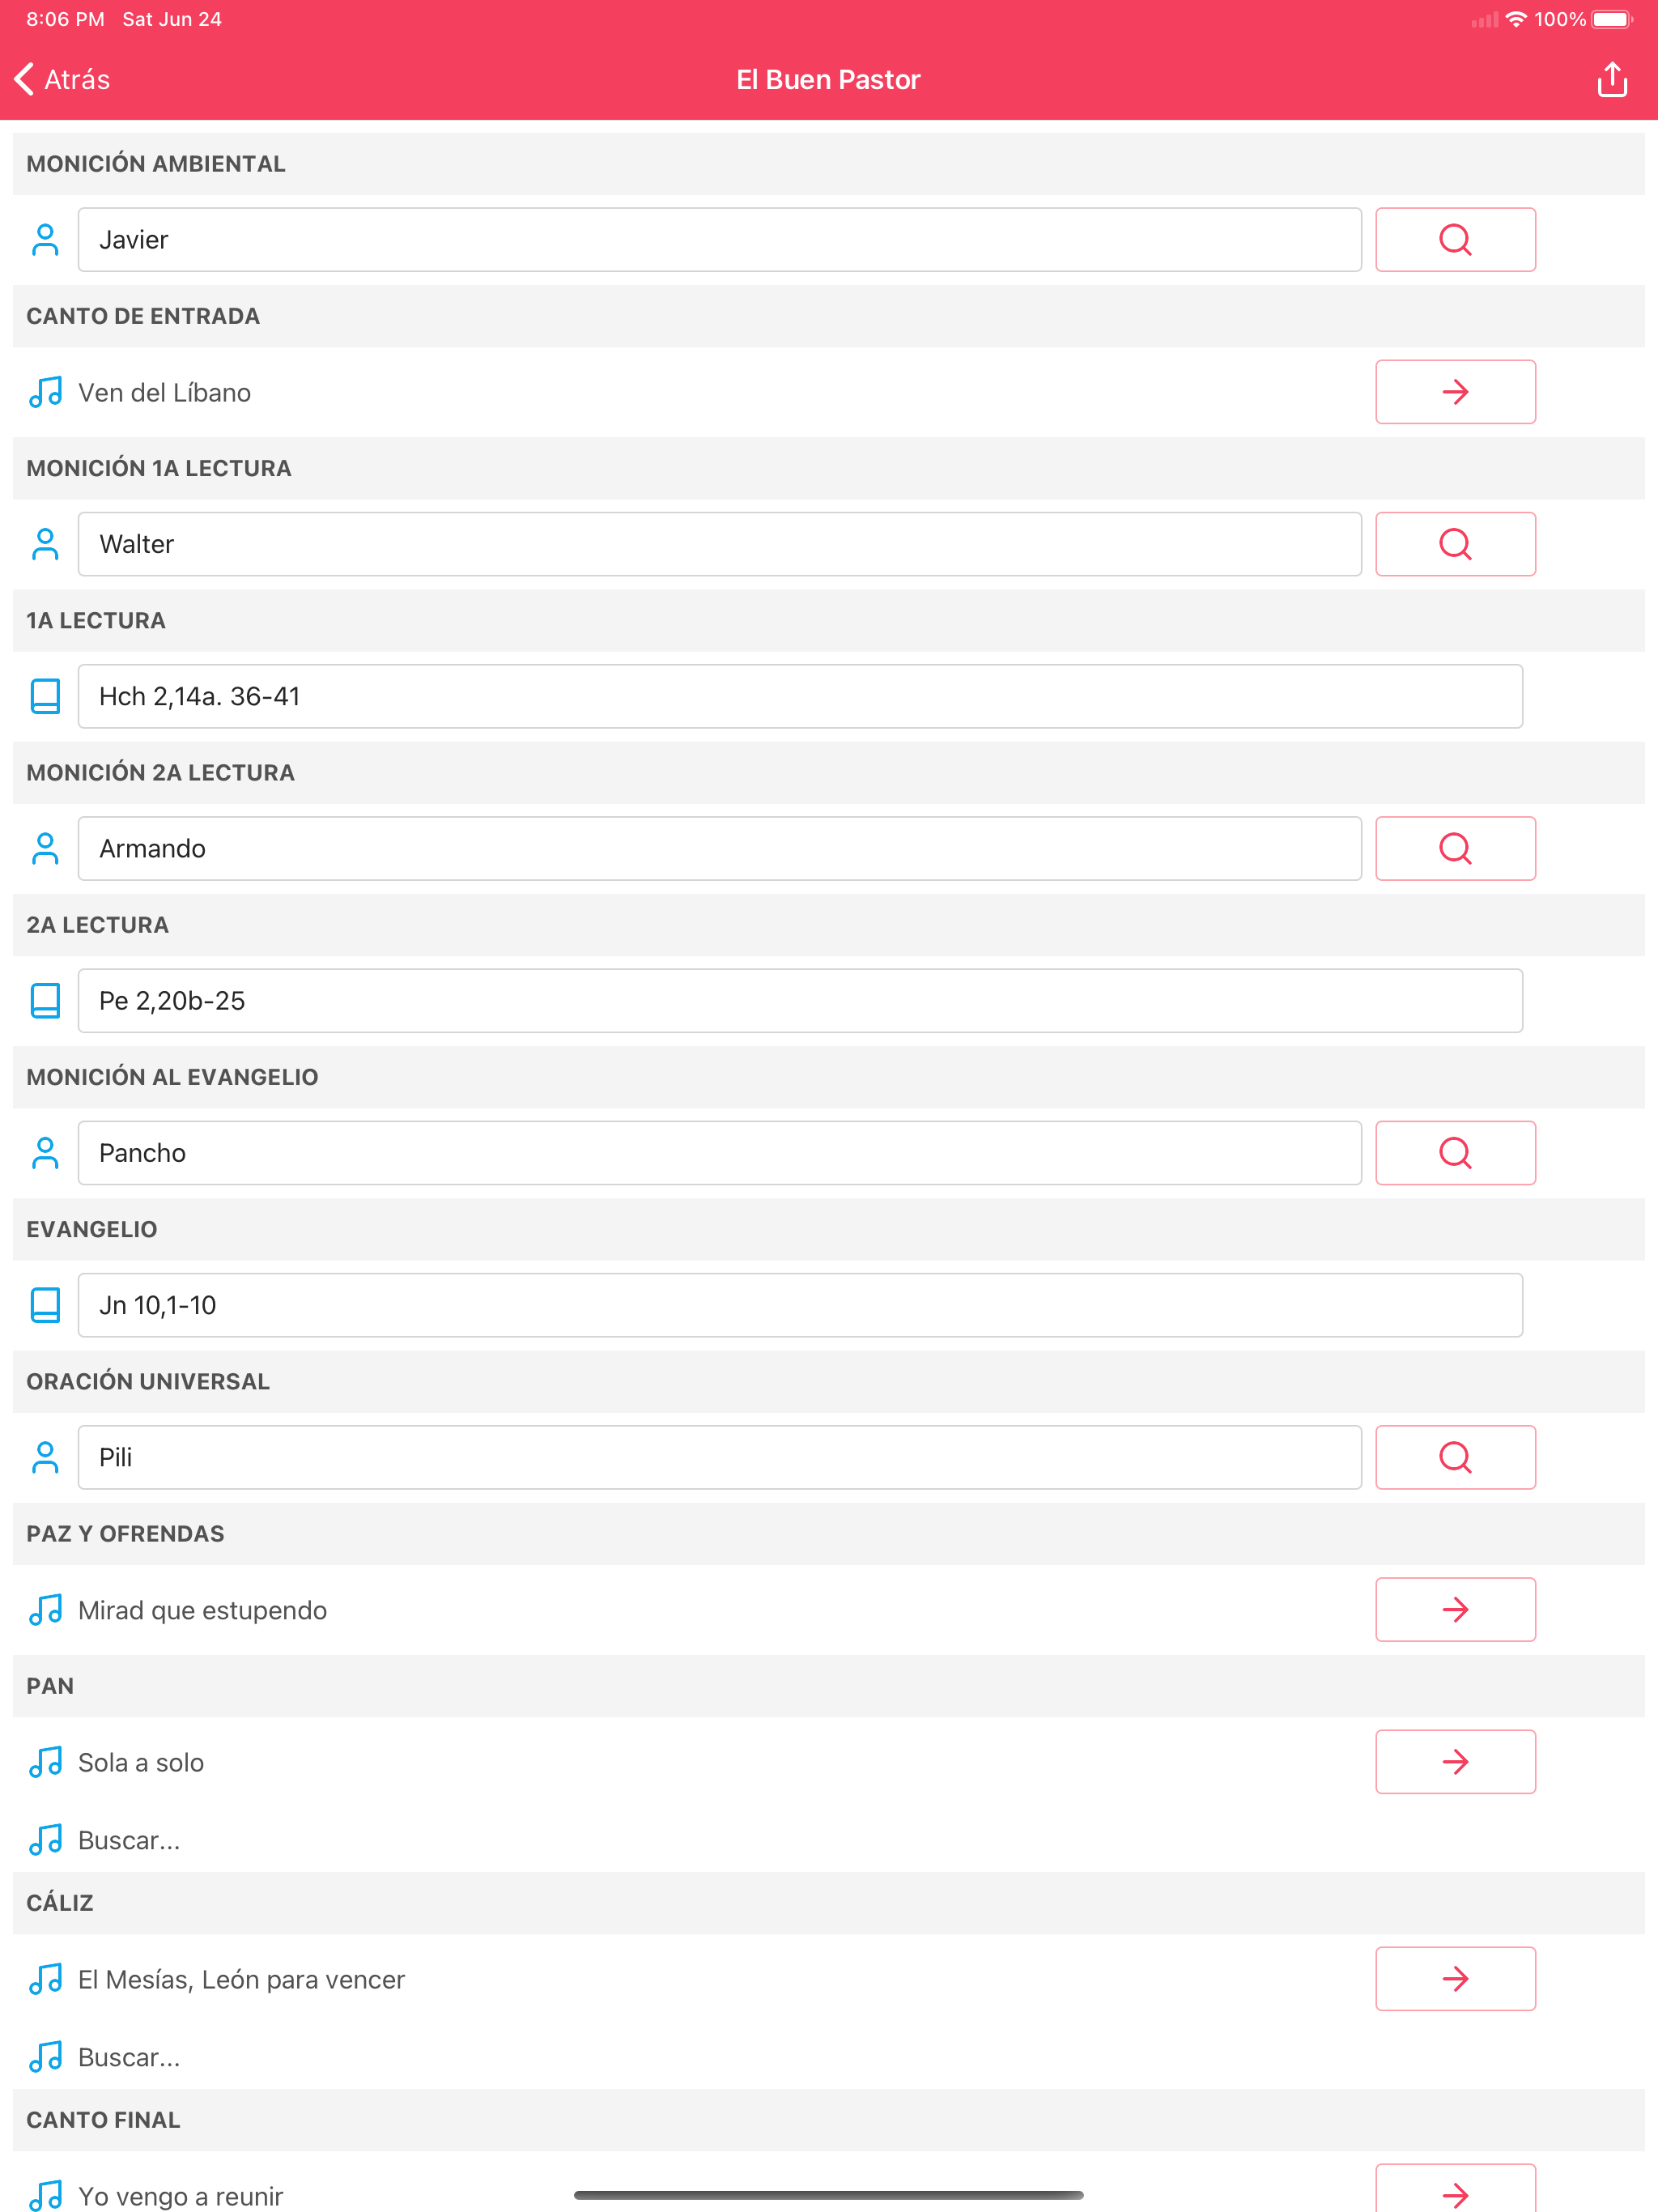 8:06 PM Sat Jun 24 100%
Atrás El Buen Pastor
MONICIÓN AMBIENTAL
Javier
CANTO DE ENTRADA
Ven del Líbano
MONICIÓN 1A LECTURA
Walter
1A LECTURA
Hch 2,14a. 36-41
MONICIÓN 2A LECTURA
Armando
2A LECTURA
Pe 2,20b-25
MONICIÓN AL EVANGELIO
Pancho
EVANGELIO
Jn 10,1-10
ORACIÓN UNIVERSAL
Pili
PAZ Y OFRENDAS
Mirad que estupendo
PAN
Sola a solo
Buscar...
CÁLIZ
El Mesías, León para vencer
Buscar...
CANTO FINAL
Yo vengo a reunir